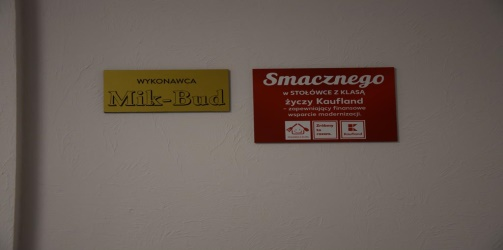 WYKONAWCA
Mik-Bud
Smacznego
w STOŁÓWCE Z KLASĄ
życzy Kaufland
– zapewniający finansowe
wsparcie modernizacji.
Kaufland